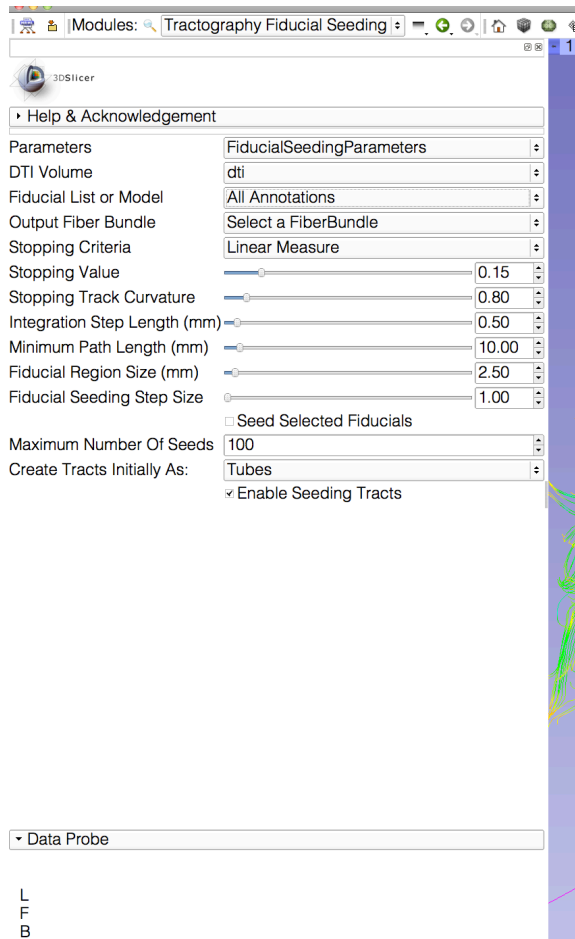 Modules: Tractography Fiducial Seeding
1
3DSlicer
Help & Acknowledgement
Parameters FiducialSeedingParameters
DTI Volume dti
Fiducial List or Model All Annotations
Output Fiber Bundle Select a FiberBundle
Stopping Criteria Linear Measure
Stopping Value 0.15
Stopping Track Curvature 0.80
Integration Step Length (mm) 0.50
Minimum Path Length (mm) 10.00
Fiducial Region Size (mm) 2.50
Fiducial Seeding Step Size 1.00
Seed Selected Fiducials
Maximum Number Of Seeds 100
Create Tracts Initially As: Tubes
Enable Seeding Tracts
Data Probe
L
F
B